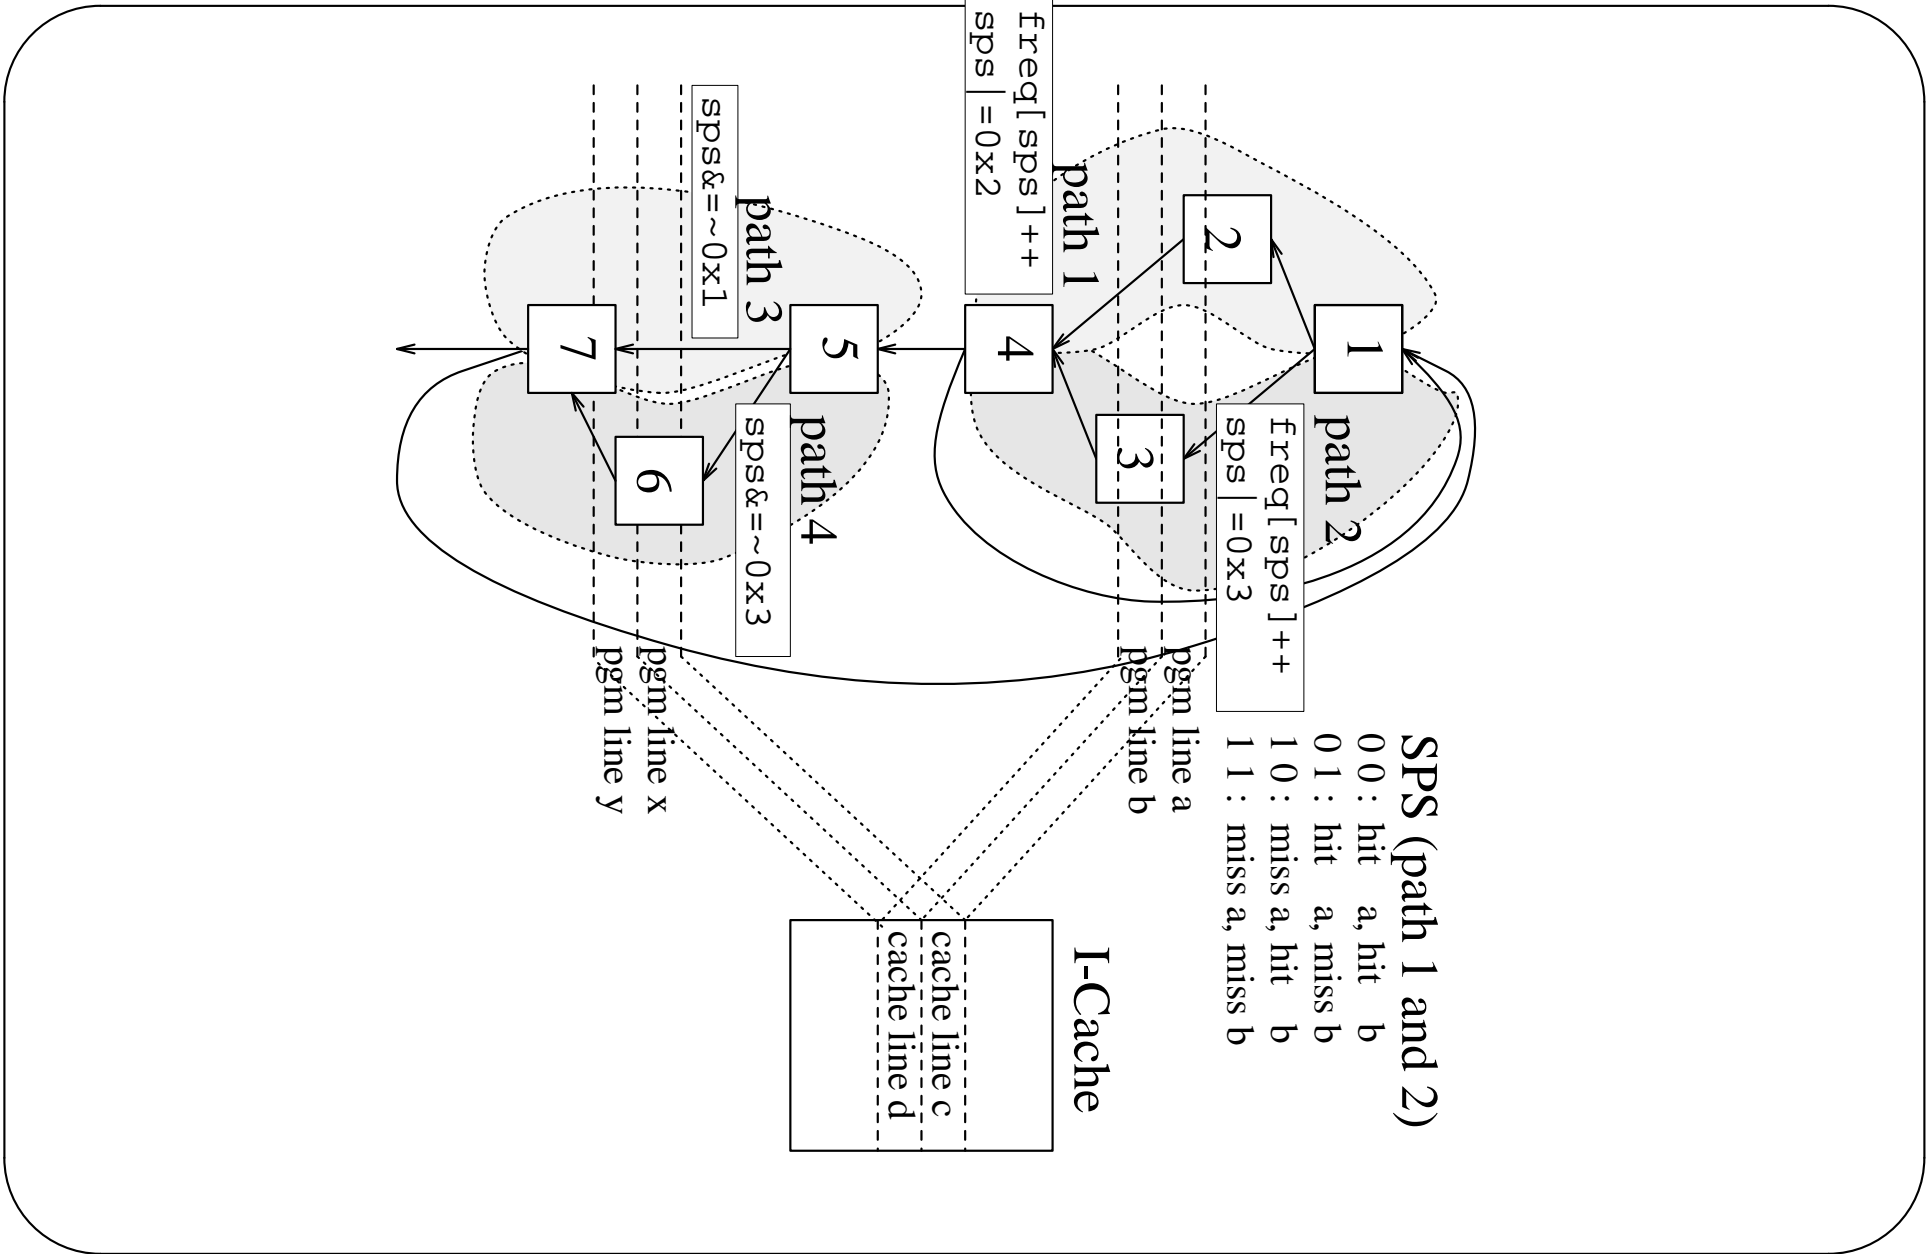 SPS (path 1 and 2)
0 0 : hit a, hit b
0 1 : hit a, miss b
1 0 : miss a, hit b
1 1 : miss a, miss b
1
path 2
freq[sps]++
sps|=0x3
2
3
pgm line a
pgm line b
path 1
freq[sps]++
sps|=0x2
4
I-Cache
cache line c
cache line d
5
path 4
sps&=~0x3
path 3
sps&=~0x1
6
pgm line x
pgm line y
7